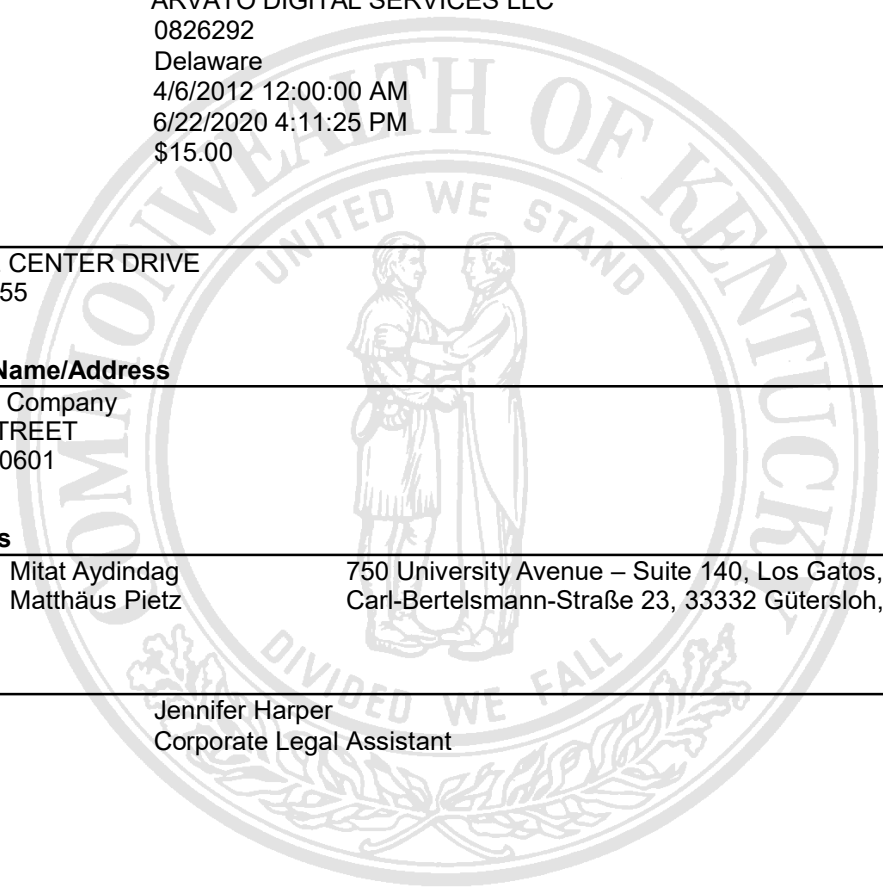 ARVATO DIGITAL SERVICES LLC
0826292
Delaware
4/6/2012 12:00:00 AM
6/22/2020 4:11:25 PM
$15.00
CENTER DRIVE
55
Name/Address
Company
TREET
0601
s
Mitat Aydindag 750 University Avenue – Suite 140, Los Gatos,
Matthäus Pietz Carl-Bertelsmann-Straße 23, 33332 Gütersloh,
Jennifer Harper
Corporate Legal Assistant
COMMONWEALTH OF KENTUCKY
UNITED WE STAND
DIVIDED WE FALL